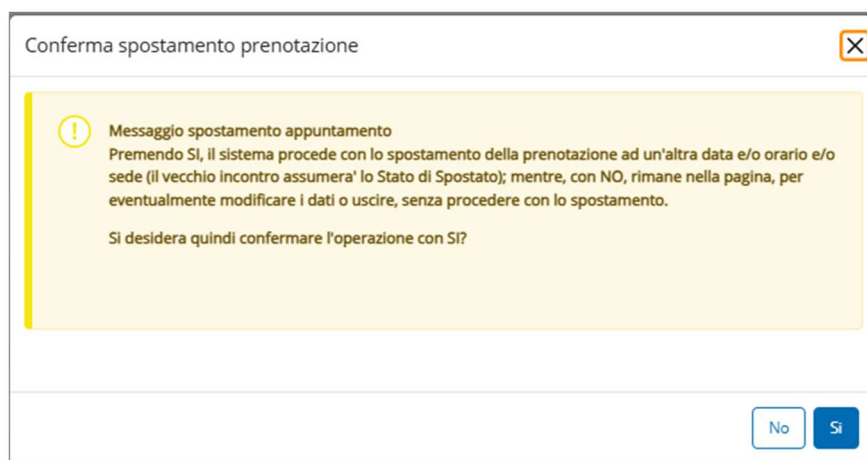 Conferma spostamento prenotazione
Messaggio spostamento appuntamento
Premendo SI, il sistema procede con lo spostamento della prenotazione ad un'altra data e/o orario e/o
sede (il vecchio incontro assumera' lo Stato di Spostato); mentre, con NO, rimane nella pagina, per
eventualmente modificare i dati o uscire, senza procedere con lo spostamento.
Si desidera quindi confermare l'operazione con SI?
No
Si